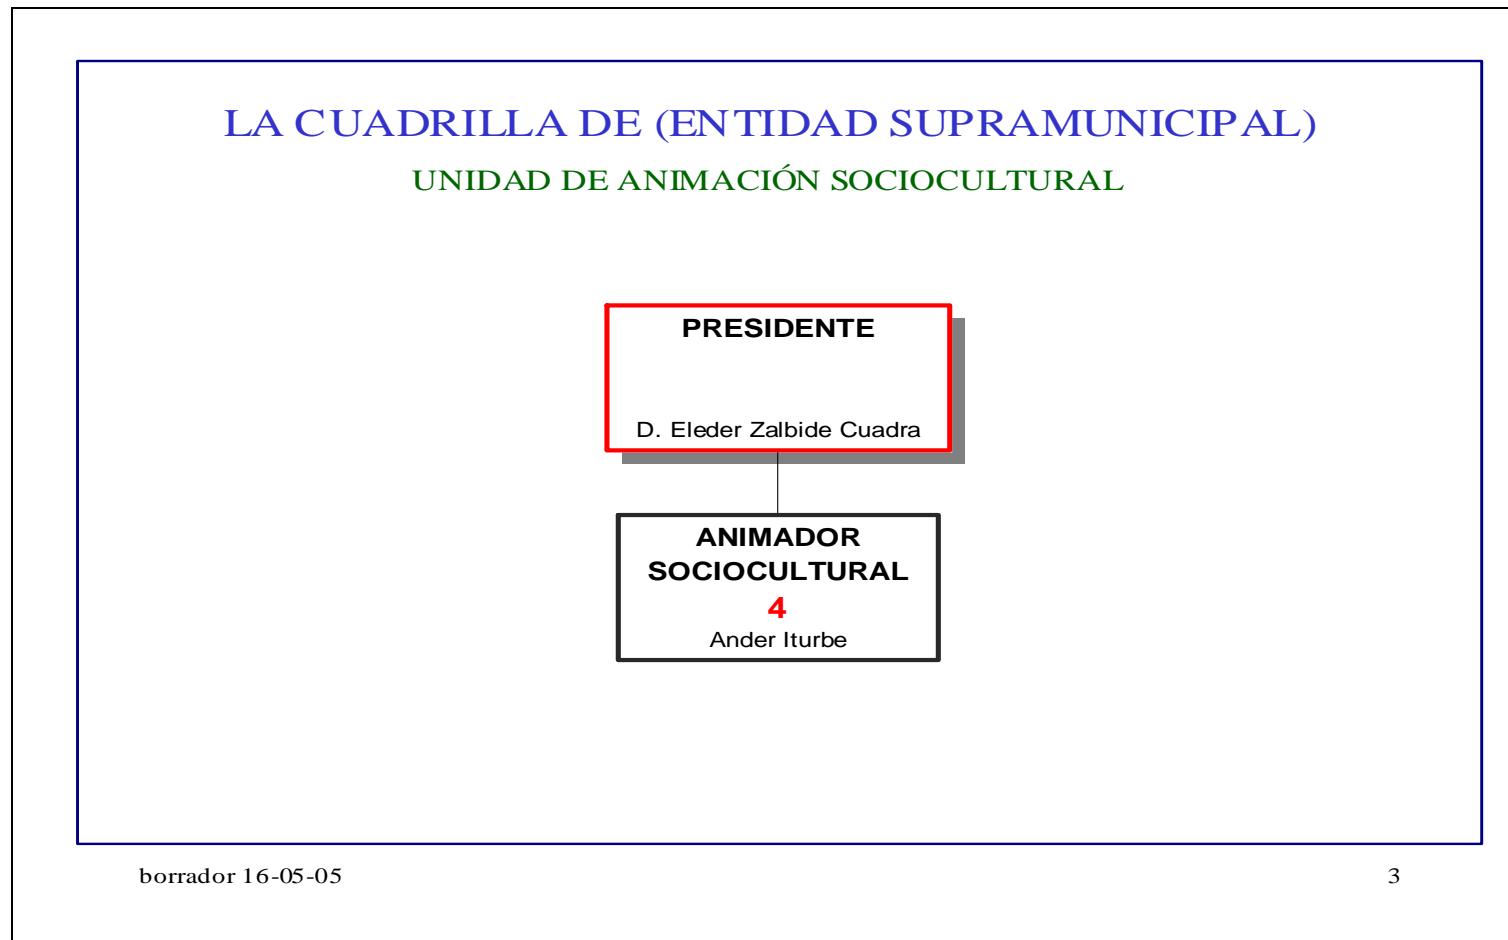 LA CUADRILLA DE (ENTIDAD SUPRAMUNICIPAL)
UNIDAD DE ANIMACIÓN SOCIOCULTURAL
PRESIDENTE
D. Eleder Zalbide Cuadra
ANIMADOR
SOCIOCULTURAL
4
Ander Iturbe
borrador 16-05-05
3